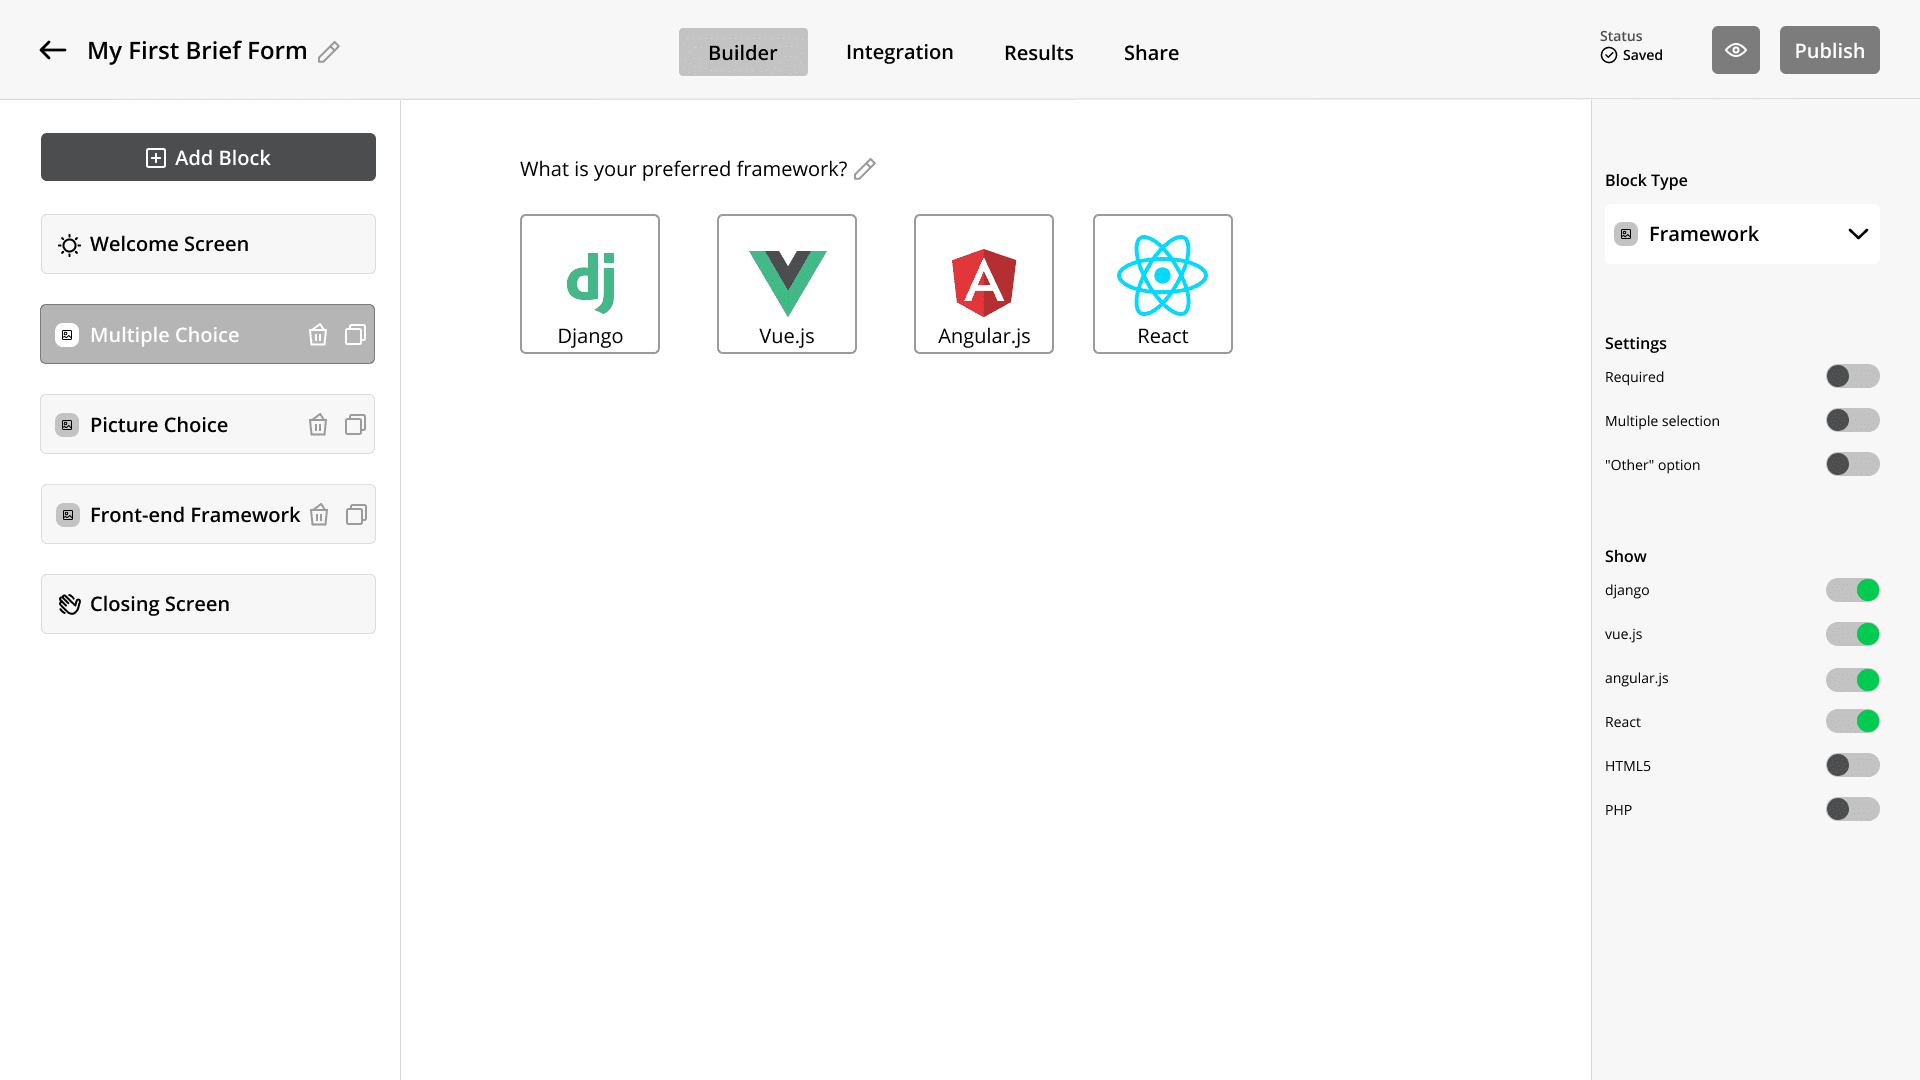 My First Brief Form
Builder
Integration
Results
Share
Status
Saved
Publish
Add Block
Welcome Screen
Multiple Choice
Picture Choice
Front-end Framework
Closing Screen
What is your preferred framework?
dj
Django
Vue.js
A
Angular.js
React
Block Type
Framework
Settings
Required
Multiple selection
"Other" option
Show
django
vue.js
angular.js
React
HTML5
PHP